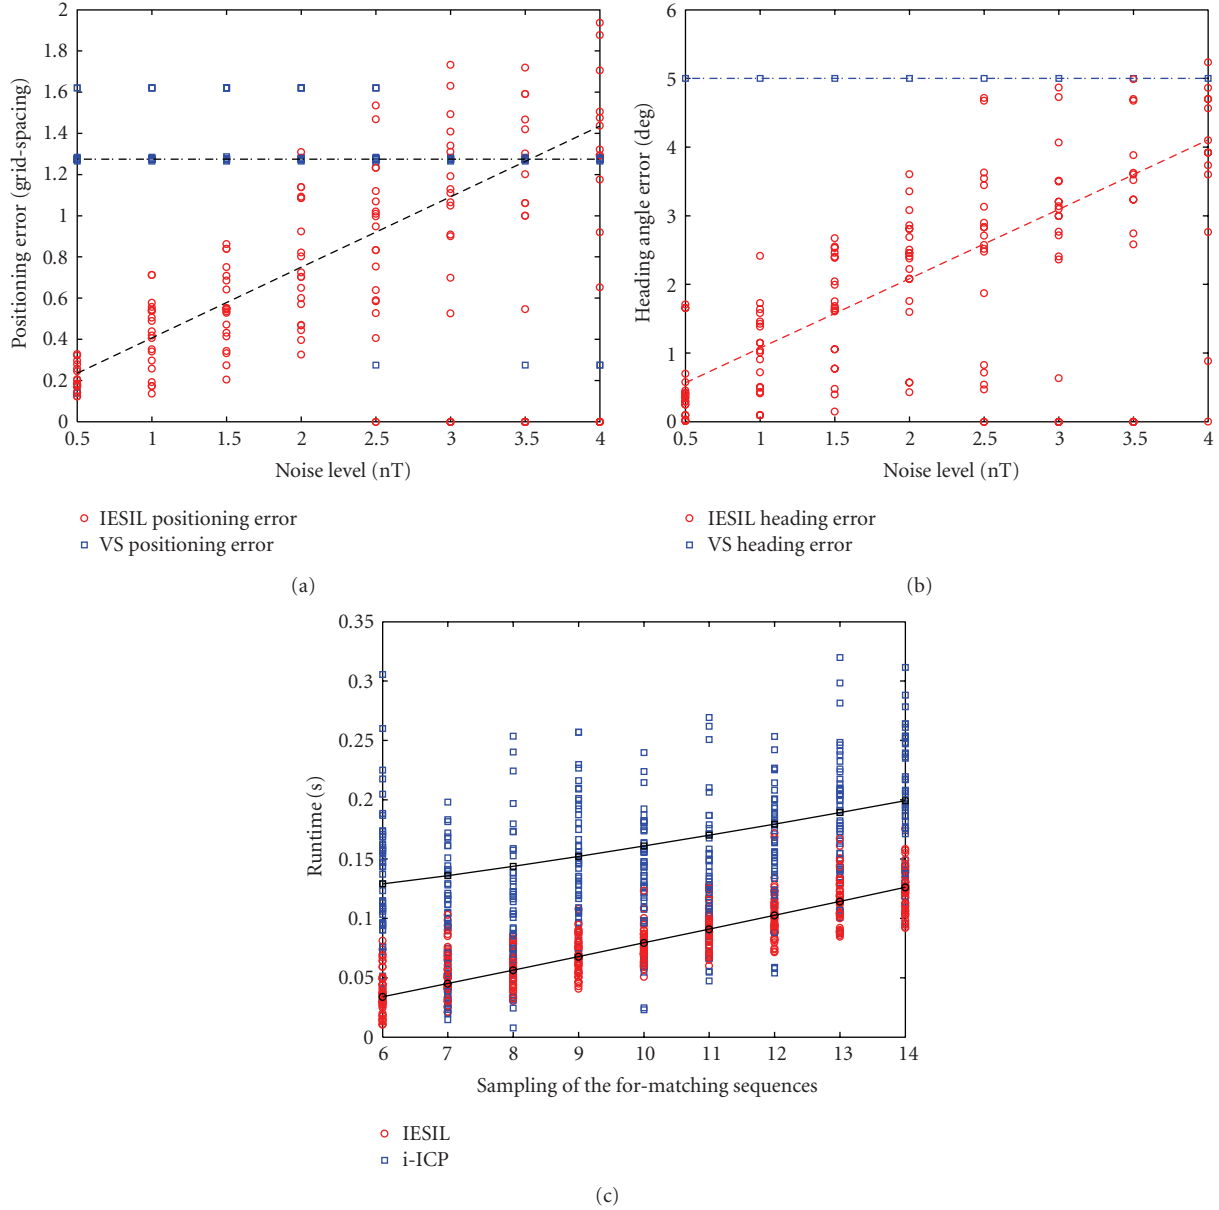 2
1.8
1.6
1.4
1.2
1
0.8
0.6
0.4
0.2
0
Positioning error (grid-spacing)
0.5 1 1.5 2 2.5 3 3.5 4
Noise level (nT)
IESIL positioning error
VS positioning error
(a)
6
5
4
3
2
1
0
Heading angle error (deg)
0.5 1 1.5 2 2.5 3 3.5 4
Noise level (nT)
IESIL heading error
VS heading error
(b)
0.35
0.3
0.25
0.2
0.15
0.1
0.05
0
Runtime (s)
6 7 8 9 10 11 12 13 14
Sampling of the for-matching sequences
IESIL
i-ICP
(c)